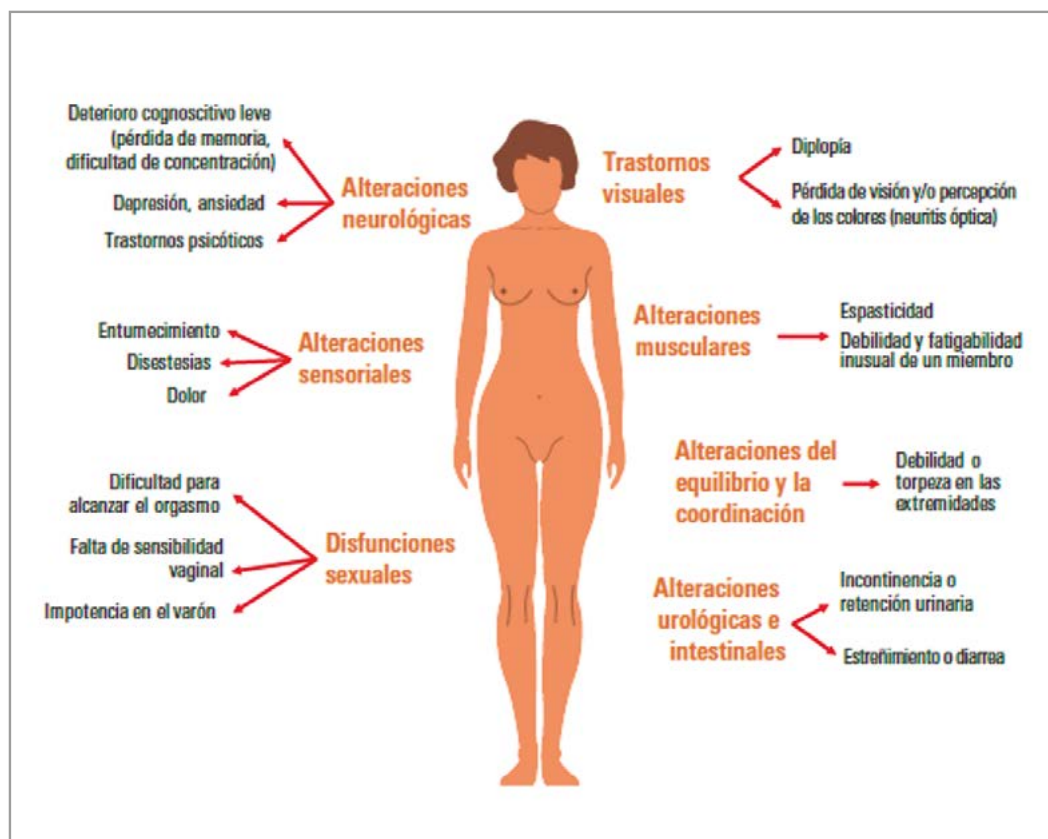 Deterioro cognoscitivo leve
(pérdida de memoria,
dificultad de concentración)
Depresión, ansiedad
Trastornos psicóticos
Alteraciones
neurológicas
Entumecimiento
Disestesias
Dolor
Alteraciones
sensoriales
Dificultad para
alcanzar el orgasmo
Falta de sensibilidad
vaginal
Impotencia en el varón
Disfunciones
sexuales
Trastornos
visuales
Diplopía
Pérdida de visión y/o percepción
de los colores (neuritis óptica)
Alteraciones
musculares
Espasticidad
Debilidad y fatigabilidad
inusual de un miembro
Alteraciones del
equilibrio y la
coordinación
Debilidad o
torpeza en las
extremidades
Alteraciones
urológicas e
intestinales
Incontinencia o
retención urinaria
Estreñimiento o diarrea